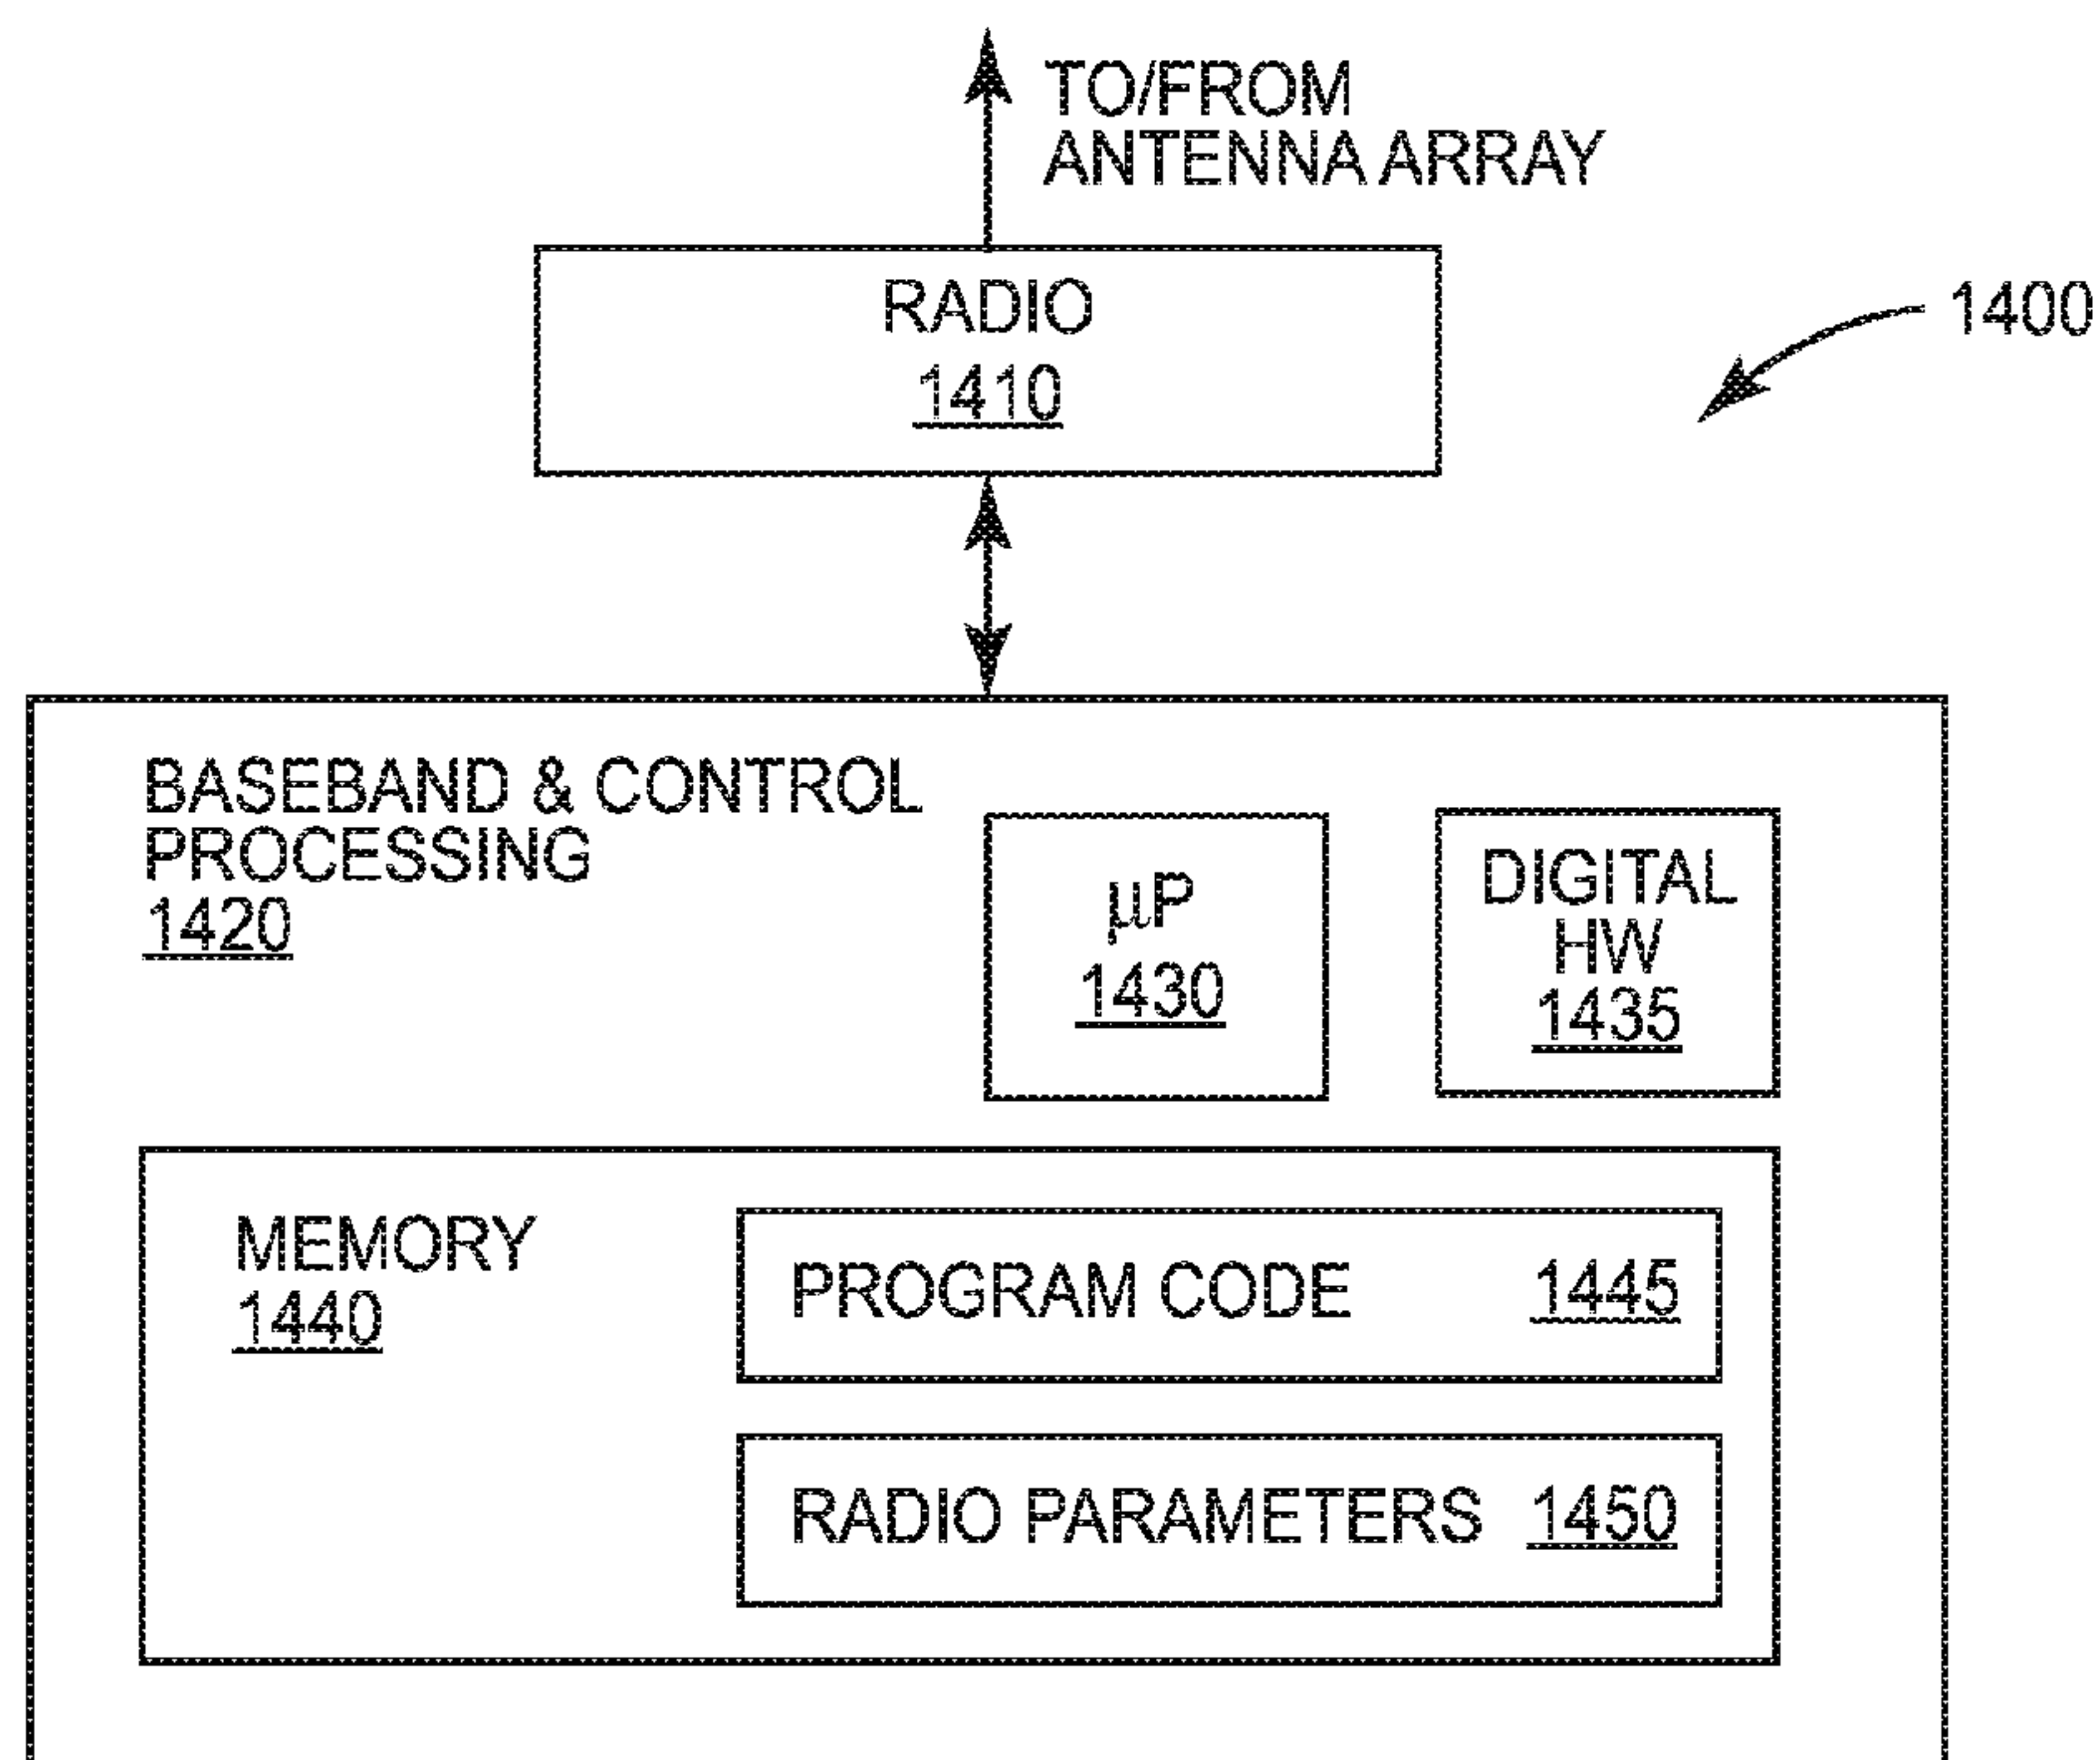 TO/FROM
ANTENNA ARRAY
RADIO
1410
1400
BASEBAND & CONTROL
PROCESSING
1420
µP
1430
DIGITAL
HW
1435
MEMORY
1440
PROGRAM CODE 1445
RADIO PARAMETERS 1450